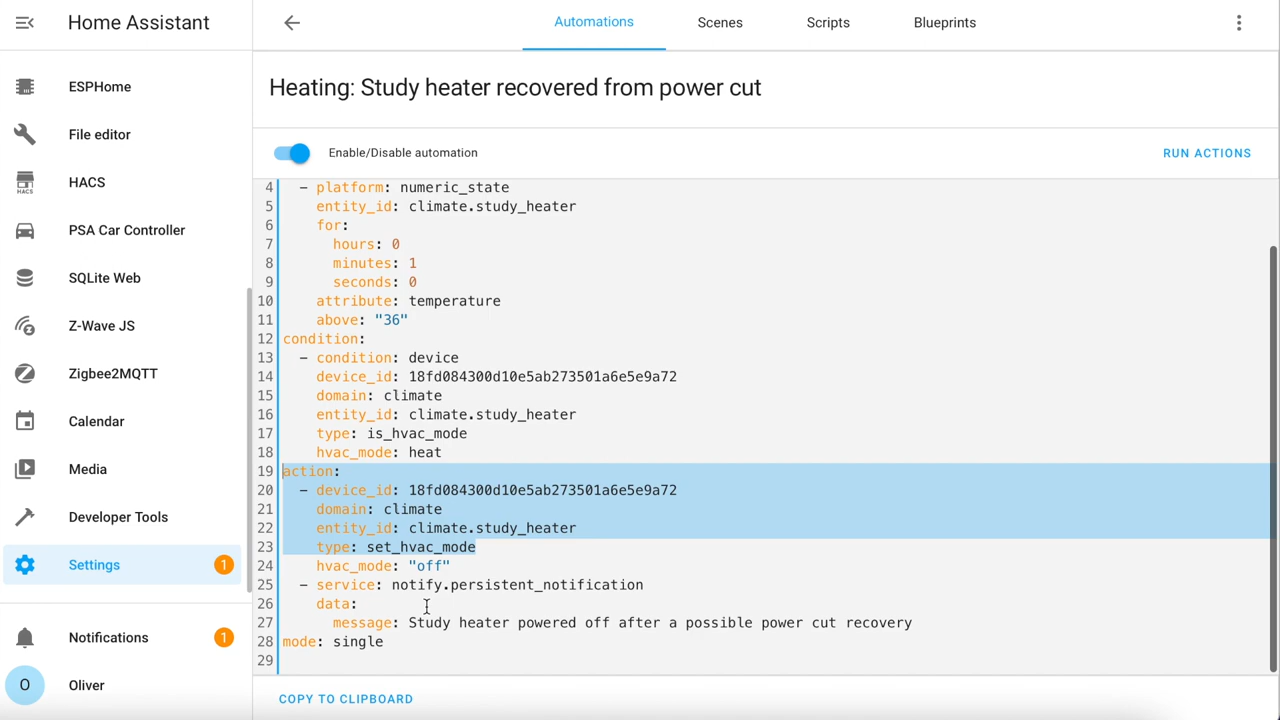 Home Assistant
Automations
Scenes
Scripts
Blueprints
ESPHome
File editor
HACS
HACS
PSA Car Controller
SQLite Web
Z-Wave JS
Zigbee2MQTT
Calendar
Media
Developer Tools
Settings 1
Notifications 1
O Oliver
Heating: Study heater recovered from power cut
Enable/Disable automation
RUN ACTIONS
4 - platform: numeric_state
5 entity_id: climate.study_heater
6 for:
7 hours: 0
8 minutes: 1
9 seconds: 0
10 attribute: temperature
11 above: "36"
12 condition:
13 - condition: device
14 device_id: 18fd084300d10e5ab273501a6e5e9a72
15 domain: climate
16 entity_id: climate.study_heater
17 type: is_hvac_mode
18 hvac_mode: heat
19 action:
20 - device_id: 18fd084300d10e5ab273501a6e5e9a72
21 domain: climate
22 entity_id: climate.study_heater
23 type: set_hvac_mode
24 hvac_mode: "off"
25 - service: notify.persistent_notification
26 data:
27 message: Study heater powered off after a possible power cut recovery
28 mode: single
29
COPY TO CLIPBOARD